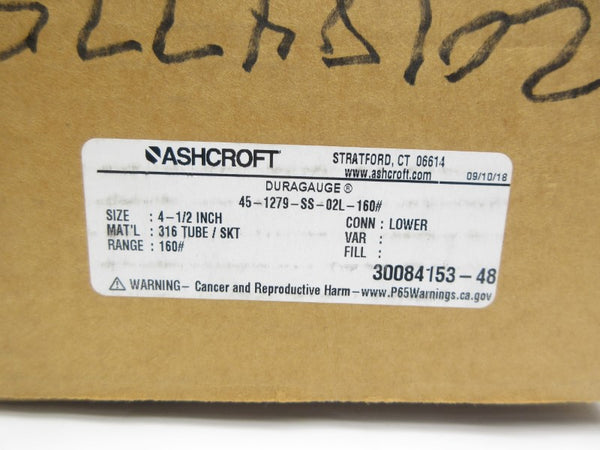 ASHCROFT
STRATFORD, CT 06614
www.ashcroft.com 09/10/18
DURAGAUGE ®
45-1279-SS-02L-160#
SIZE : 4-1/2 INCH CONN : LOWER
MAT'L : 316 TUBE / SKT VAR :
RANGE : 160# FILL :
30084153-48
⚠ WARNING- Cancer and Reproductive Harm-www.P65Warnings.ca.gov